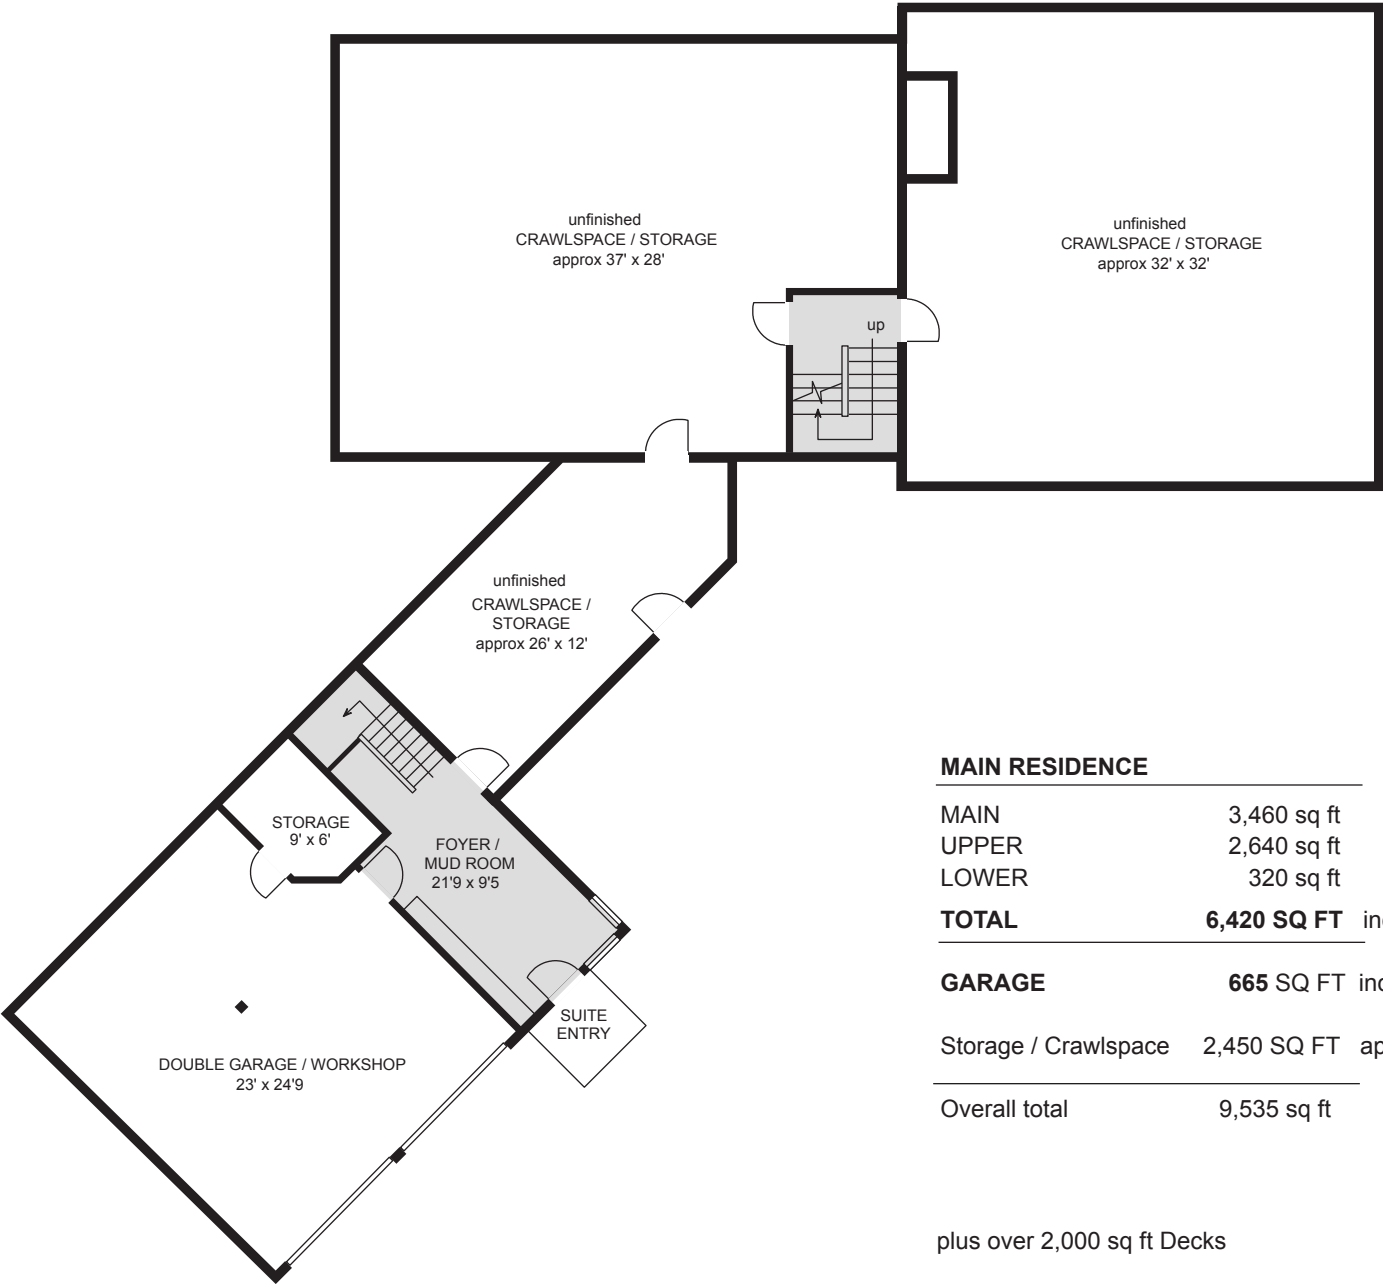 unfinished
CRAWLSPACE / STORAGE
approx 37' x 28'
unfinished
CRAWLSPACE / STORAGE
approx 32' x 32'
up
unfinished
CRAWLSPACE /
STORAGE
approx 26' x 12'
STORAGE
9' x 6'
FOYER /
MUD ROOM
21'9 x 9'5
SUITE
ENTRY
DOUBLE GARAGE / WORKSHOP
23' x 24'9
MAIN RESIDENCE
MAIN 3,460 sq ft
UPPER 2,640 sq ft
LOWER 320 sq ft
TOTAL 6,420 SQ FT
GARAGE 665 SQ FT
Storage / Crawlspace 2,450 SQ FT
Overall total 9,535 sq ft
plus over 2,000 sq ft Decks